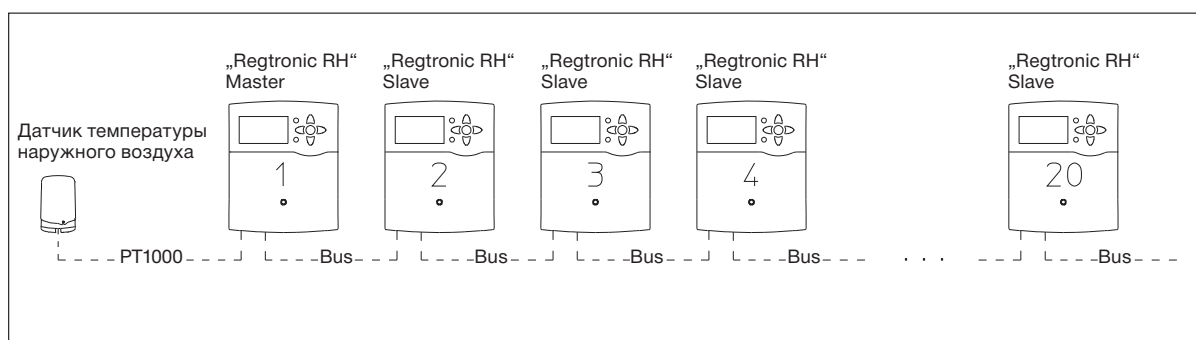 „Regtronic RH“
Master
„Regtronic RH“
Slave
„Regtronic RH“
Slave
„Regtronic RH“
Slave
„Regtronic RH“
Slave
Датчик температуры
наружного воздуха
1
2
3
4
20
PT1000
Bus
Bus
Bus
Bus
. . .
Bus